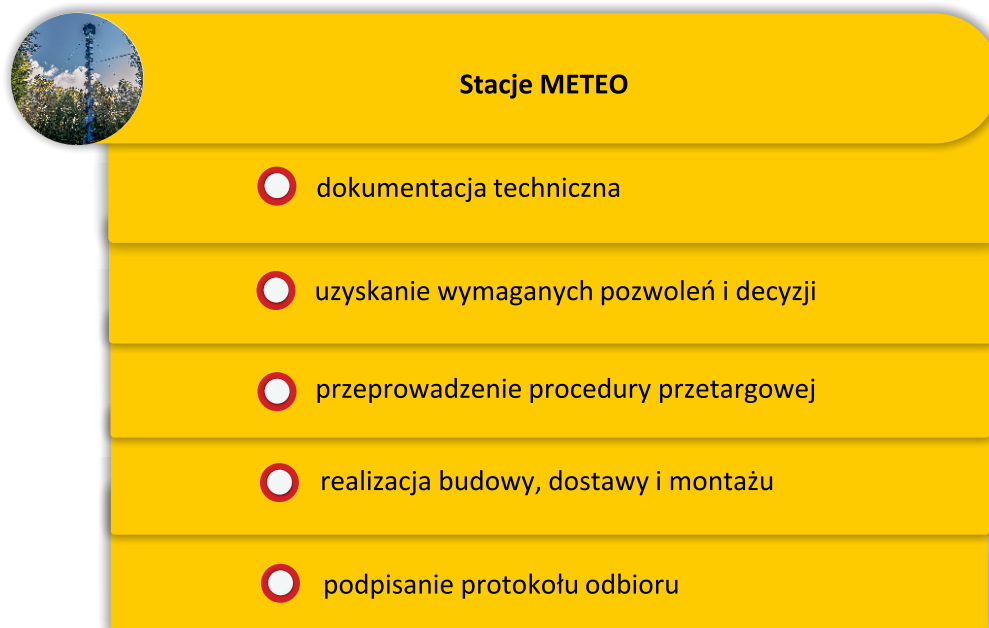 Stacje METEO
dokumentacja techniczna
uzyskanie wymaganych pozwoleń i decyzji
przeprowadzenie procedury przetargowej
realizacja budowy, dostawy i montażu
podpisanie protokołu odbioru